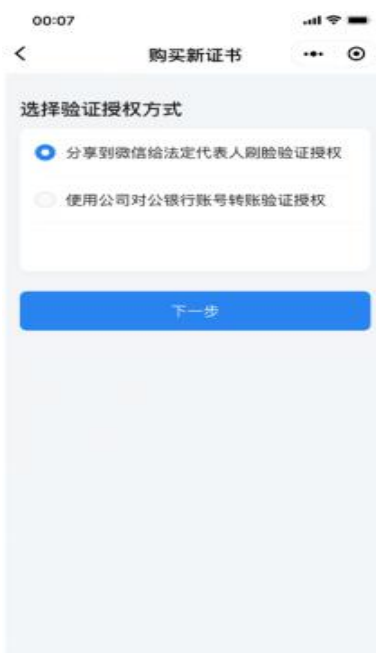 00:07
购买新证书
选择验证授权方式
分享到微信给法定代表人刷脸验证授权
使用公司对公银行账号转账验证授权
下一步